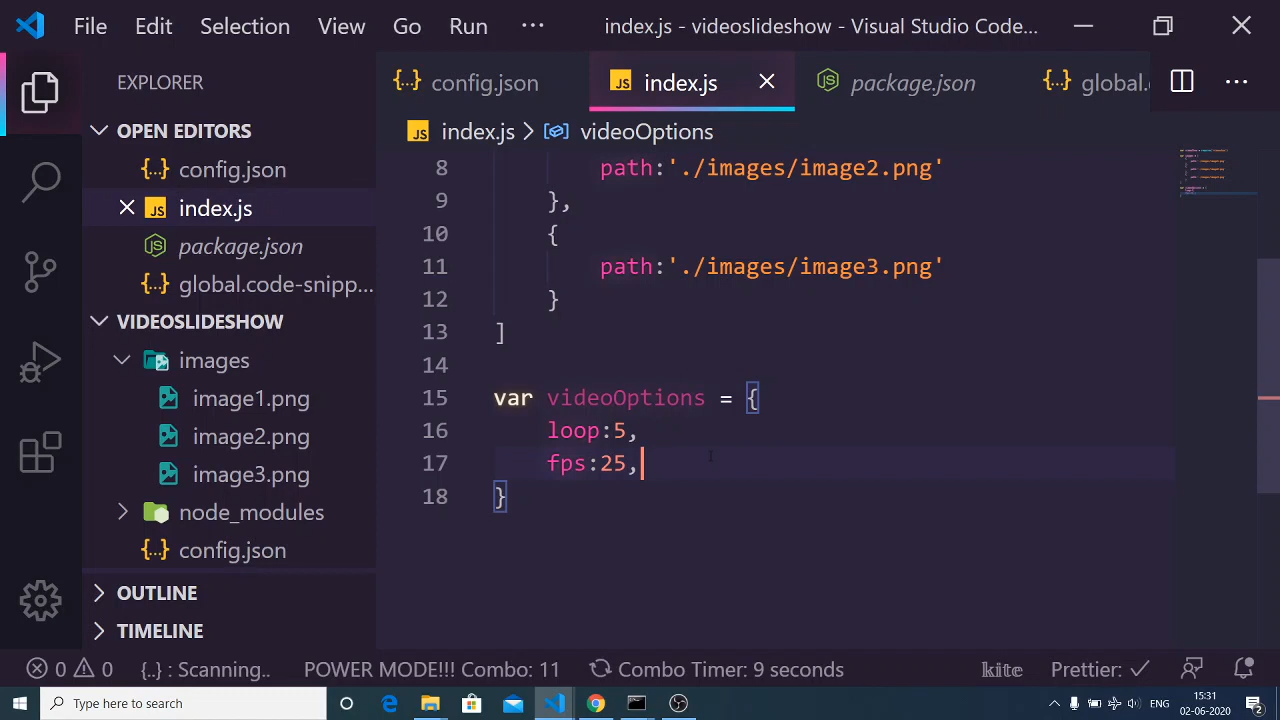 File Edit Selection View Go Run ··· index.js - videoslideshow - Visual Studio Code...
EXPLORER
OPEN EDITORS
config.json
index.js
package.json
global.code-snipp...
VIDEOSLIDESHOW
images
image1.png
image2.png
image3.png
node_modules
config.json
OUTLINE
TIMELINE
config.json index.js package.json global.
index.js > videoOptions
8 path:'./images/image2.png'
9 },
10 {
11 path:'./images/image3.png'
12 }
13 ]
14
15 var videoOptions = {
16 loop:5,
17 fps:25,
18 }
0 0 {..} : Scanning.. POWER MODE!!! Combo: 11 Combo Timer: 9 seconds kite Prettier: ✓
Type here to search
ENG
15:31
02-06-2020
2